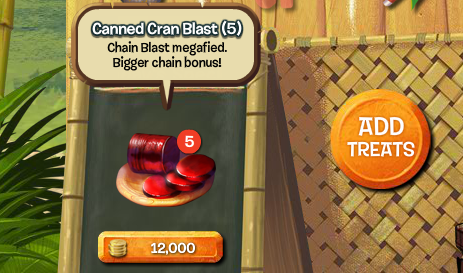 Canned Cran Blast (5)
Chain Blast megafied.
Bigger chain bonus!
5
12,000
ADD
TREATS